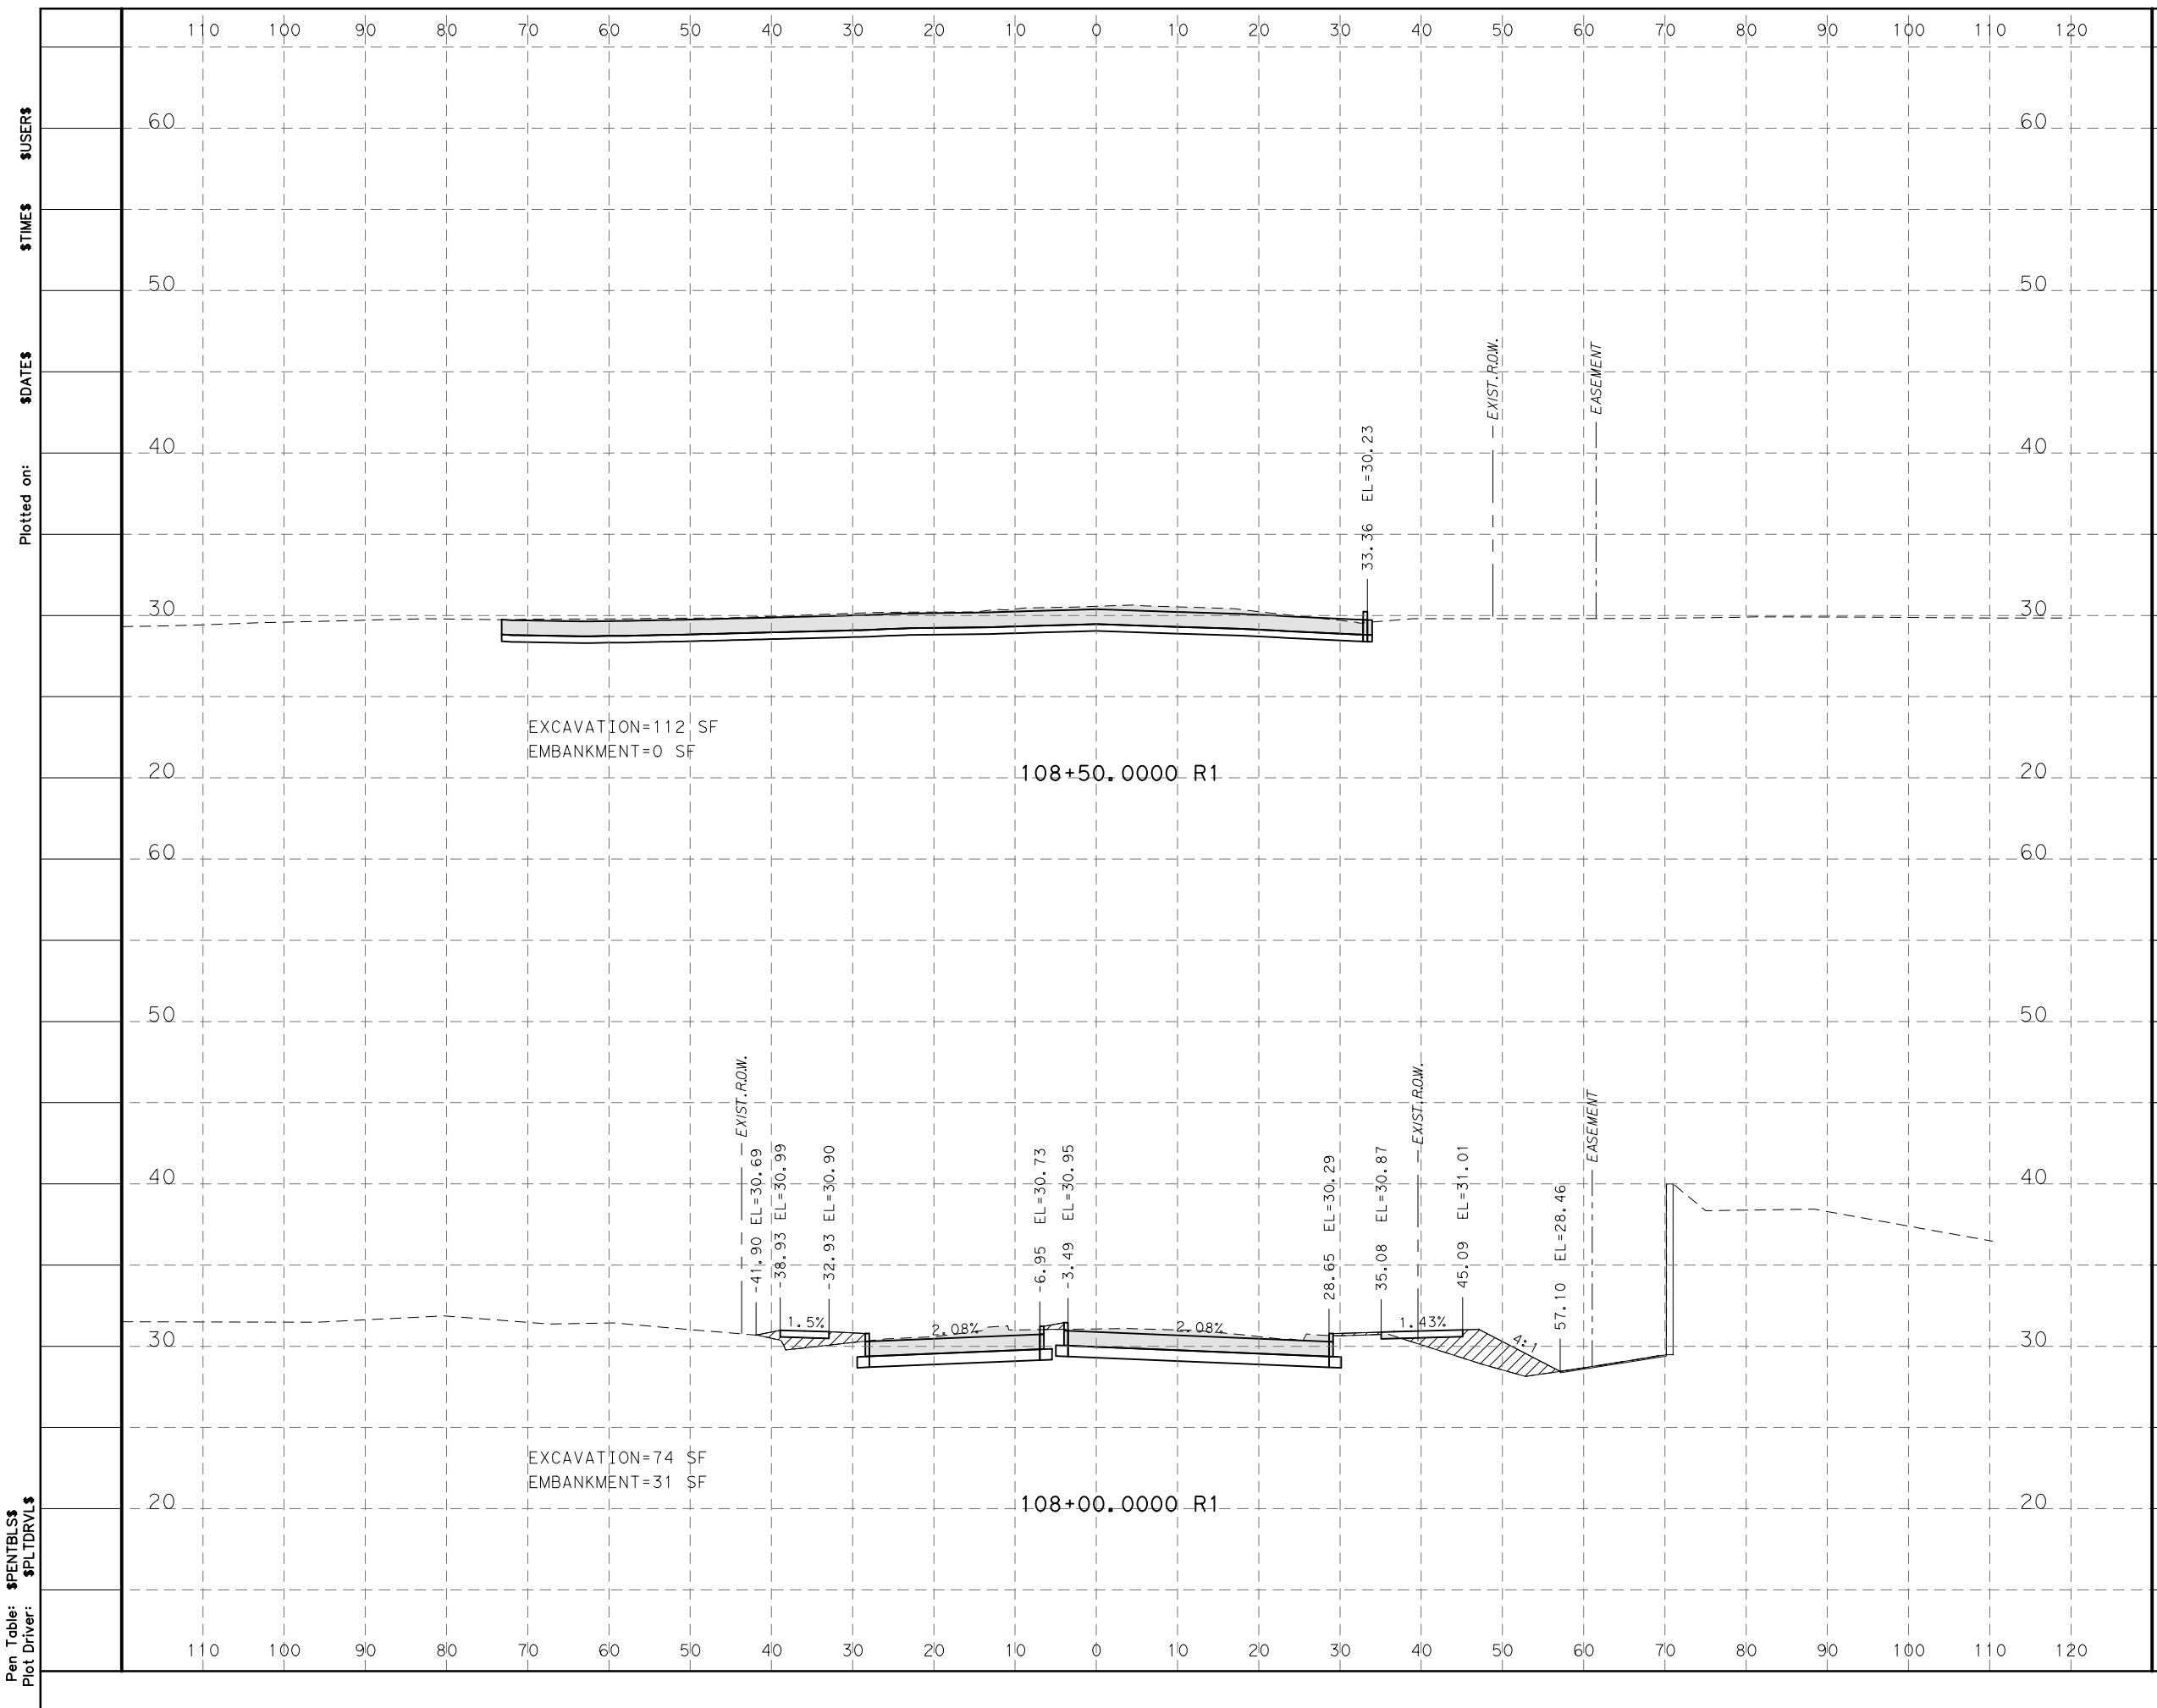 110 100 90 80 70 60 50 40 30 20 10 0 10 20 30 40 50 60 70 80 90 100 110 120
60 60
50 50
EXIST. R.O.W.
EASEMENT
40 40
33.36 EL=30.23
30 30
EXCAVATION=112 SF
EMBANKMENT=0 SF
20 20
108+50.0000 R1
60 60
50 50
EXIST. R.O.W.
EXIST. R.O.W.
EASEMENT
40 40
-41.90 EL=30.69
-38.93 EL=30.99
-32.93 EL=30.90
-6.95 EL=30.73
-3.49 EL=30.95
28.65 EL=30.29
35.08 EL=30.87
45.09 EL=31.01
57.10 EL=28.46
1.5%
2.08%
2.08%
1.43%
4:1
30 30
EXCAVATION=74 SF
EMBANKMENT=31 SF
20 20
108+00.0000 R1
110 100 90 80 70 60 50 40 30 20 10 0 10 20 30 40 50 60 70 80 90 100 110 120
Plotted on: $DATE$ $TIME$ $USER$
Pen Table: $PENTBLS$
Plot Driver: $PLTDRVL$